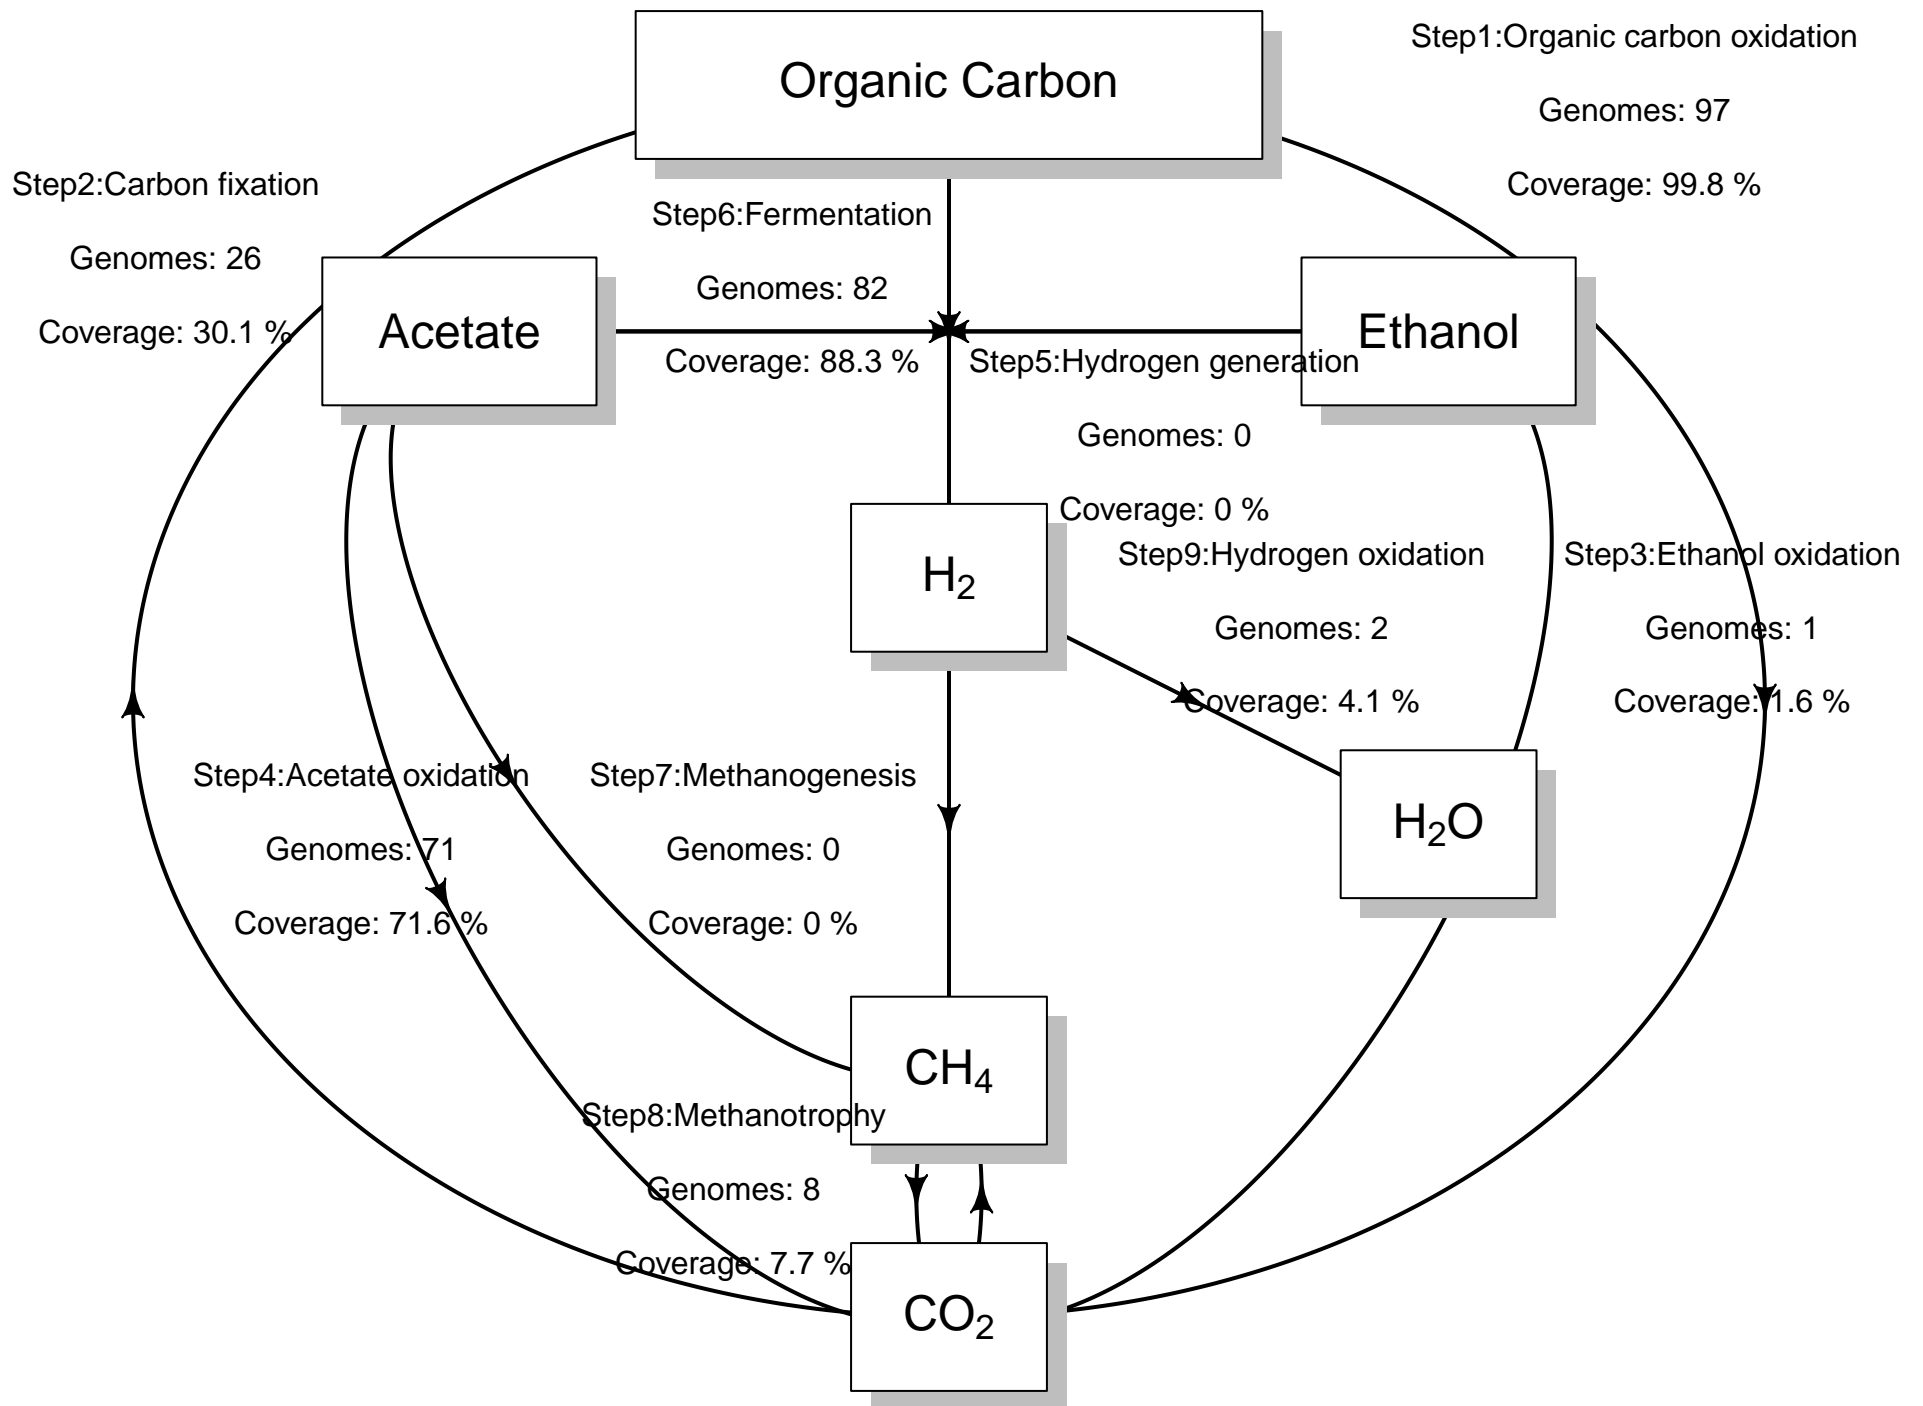 Organic Carbon
Step1:Organic carbon oxidation
Genomes: 97
Coverage: 99.8 %
Step2:Carbon fixation
Genomes: 26
Coverage: 30.1 %
Step6:Fermentation
Genomes: 82
Coverage: 88.3 %
Acetate
Ethanol
Step5:Hydrogen generation
Genomes: 0
Coverage: 0 %
H₂
Step9:Hydrogen oxidation
Genomes: 2
Coverage: 4.1 %
Step3:Ethanol oxidation
Genomes: 1
Coverage: 1.6 %
Step4:Acetate oxidation
Genomes: 71
Coverage: 71.6 %
Step7:Methanogenesis
Genomes: 0
Coverage: 0 %
H₂O
CH₄
Step8:Methanotrophy
Genomes: 8
Coverage: 7.7 %
CO₂